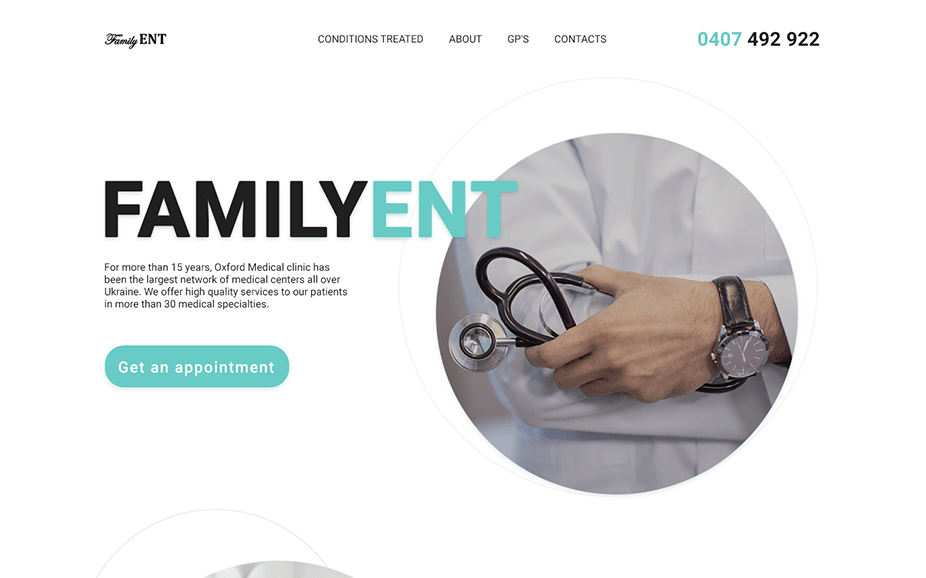 Family ENT
CONDITIONS TREATED ABOUT GP'S CONTACTS
0407 492 922
FAMILYENT
For more than 15 years, Oxford Medical clinic has
been the largest network of medical centers all over
Ukraine. We offer high quality services to our patients
in more than 30 medical specialties.
Get an appointment